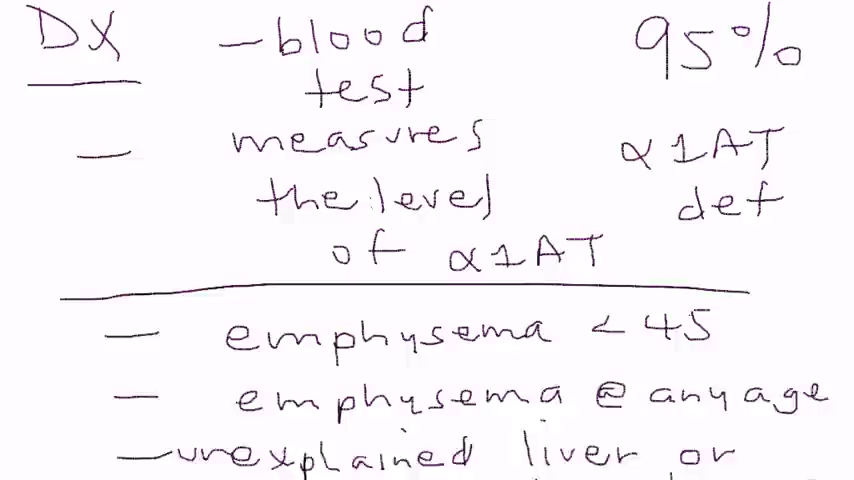 DX - blood 95%
test
- measures α1AT
the level def
of α1AT
- emphysema < 45
- emphysema @ any age
- unexplained liver or